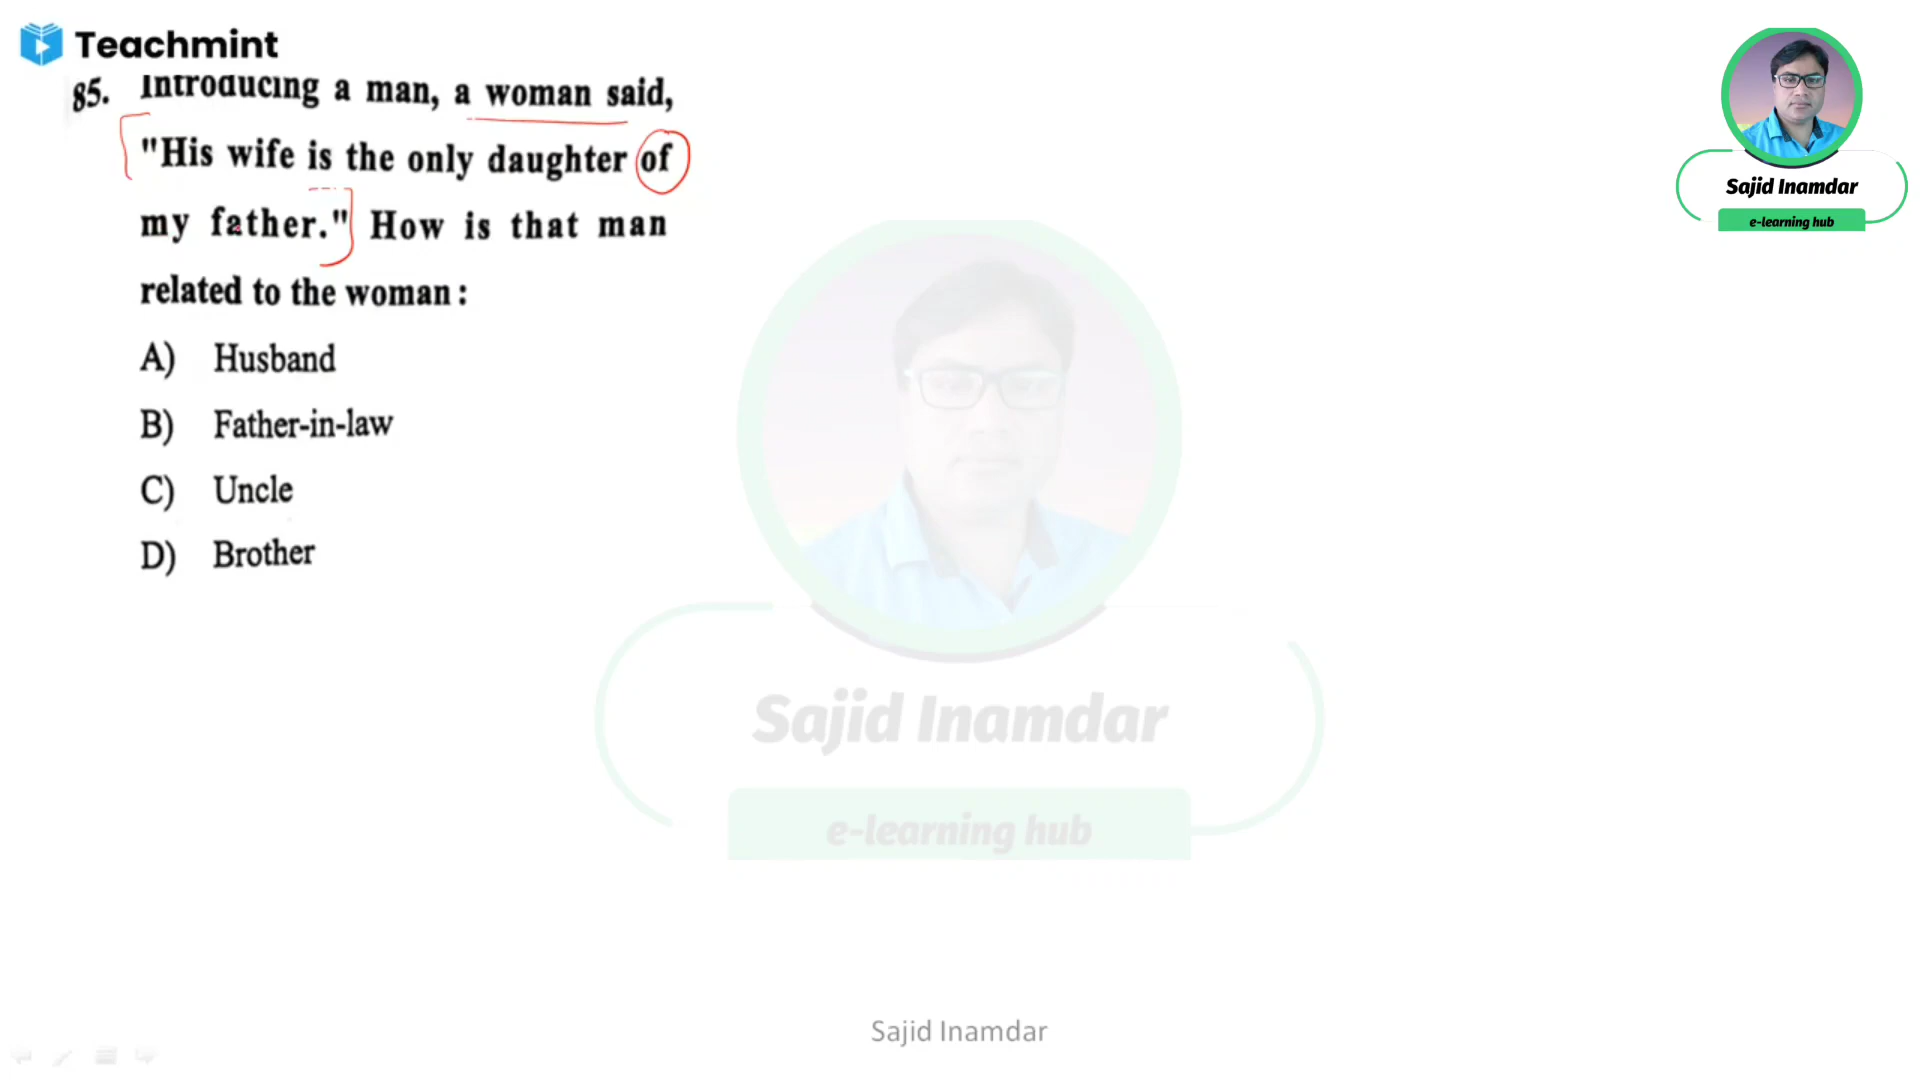 Teachmint
85. Introducing a man, a woman said,
"His wife is the only daughter of
my father." How is that man
related to the woman :
A) Husband
B) Father-in-law
C) Uncle
D) Brother
Sajid Inamdar
e-learning hub
Sajid Inamdar
e-learning hub
Sajid Inamdar